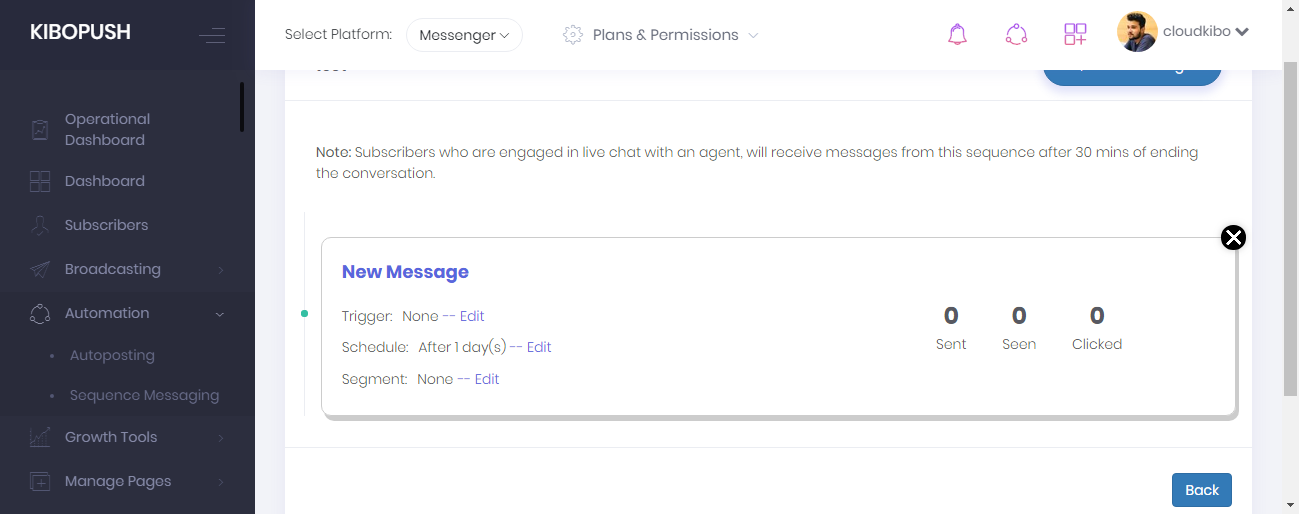 KIBOPUSH
Select Platform:
Messenger
Plans & Permissions
cloudkibo
Operational
Dashboard
Dashboard
Subscribers
Broadcasting
Automation
Autoposting
Sequence Messaging
Growth Tools
Manage Pages
Note: Subscribers who are engaged in live chat with an agent, will receive messages from this sequence after 30 mins of ending
the conversation.
New Message
Trigger: None -- Edit
Schedule: After 1 day(s) -- Edit
Segment: None -- Edit
0 0 0
Sent Seen Clicked
Back